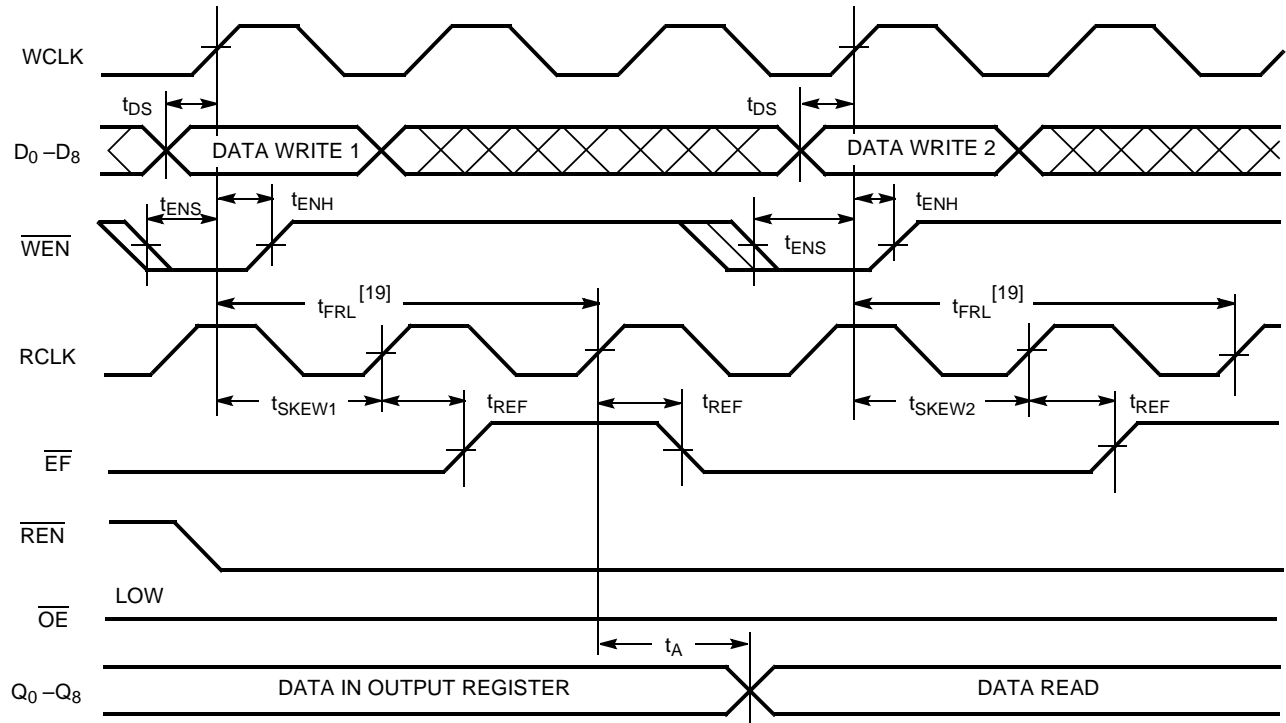 WCLK
tDS tDS
D0 –D8 DATA WRITE 1 DATA WRITE 2
tENS tENH tENS tENH
WEN
tFRL [19] tFRL [19]
RCLK
tSKEW1 tREF tREF tSKEW2 tREF
EF
REN
LOW
OE
tA
Q0 –Q8 DATA IN OUTPUT REGISTER DATA READ